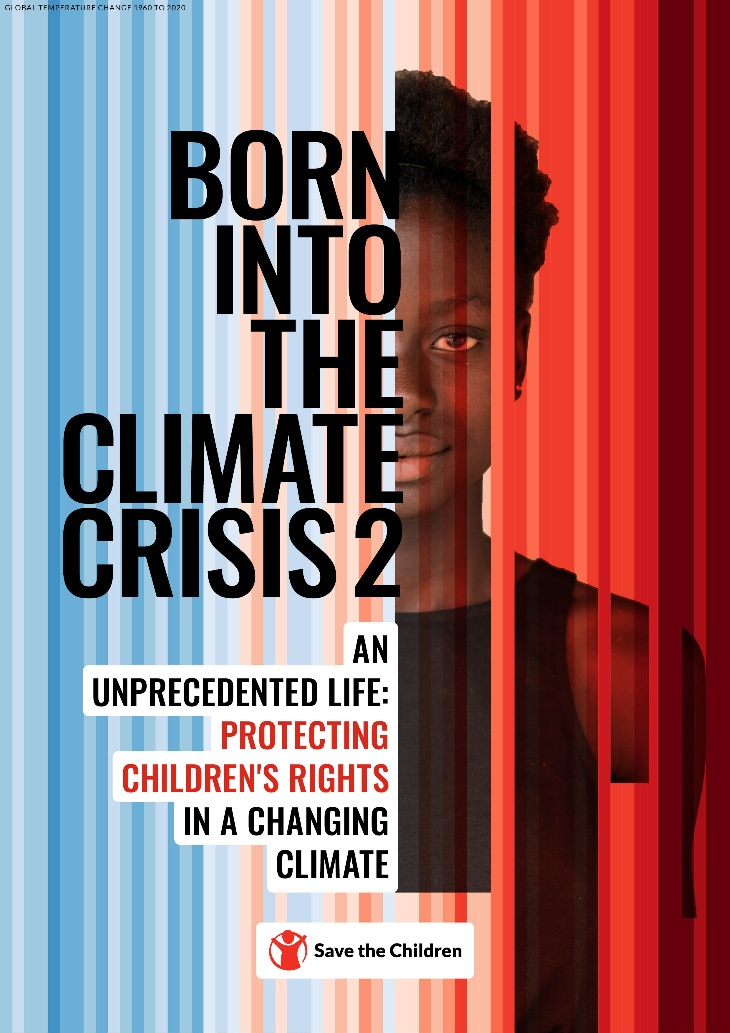 GLOBAL TEMPERATURE CHANGE 1960 TO 2020
BORN
INTO
THE
CLIMATE
CRISIS 2
AN
UNPRECEDENTED LIFE:
PROTECTING
CHILDREN'S RIGHTS
IN A CHANGING
CLIMATE
Save the Children